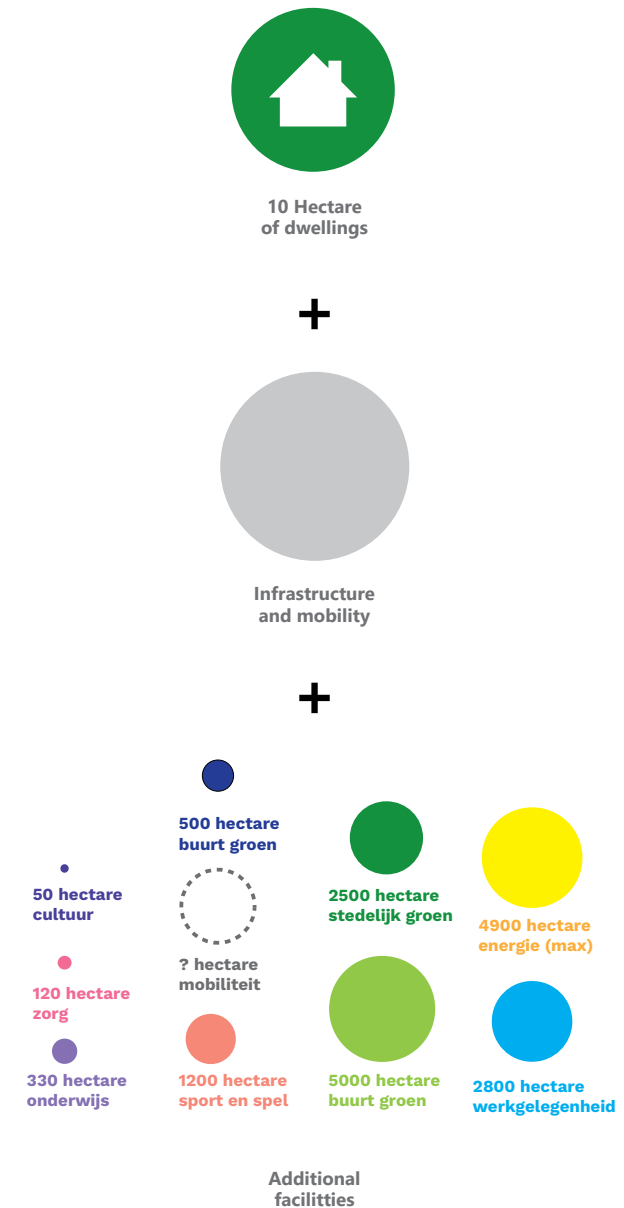 10 Hectare
of dwellings
+
Infrastructure
and mobility
+
500 hectare
buurt groen
50 hectare
cultuur
2500 hectare
stedelijk groen
4900 hectare
energie (max)
? hectare
mobiliteit
120 hectare
zorg
330 hectare
onderwijs
1200 hectare
sport en spel
5000 hectare
buurt groen
2800 hectare
werkgelegenheid
Additional
facilitties